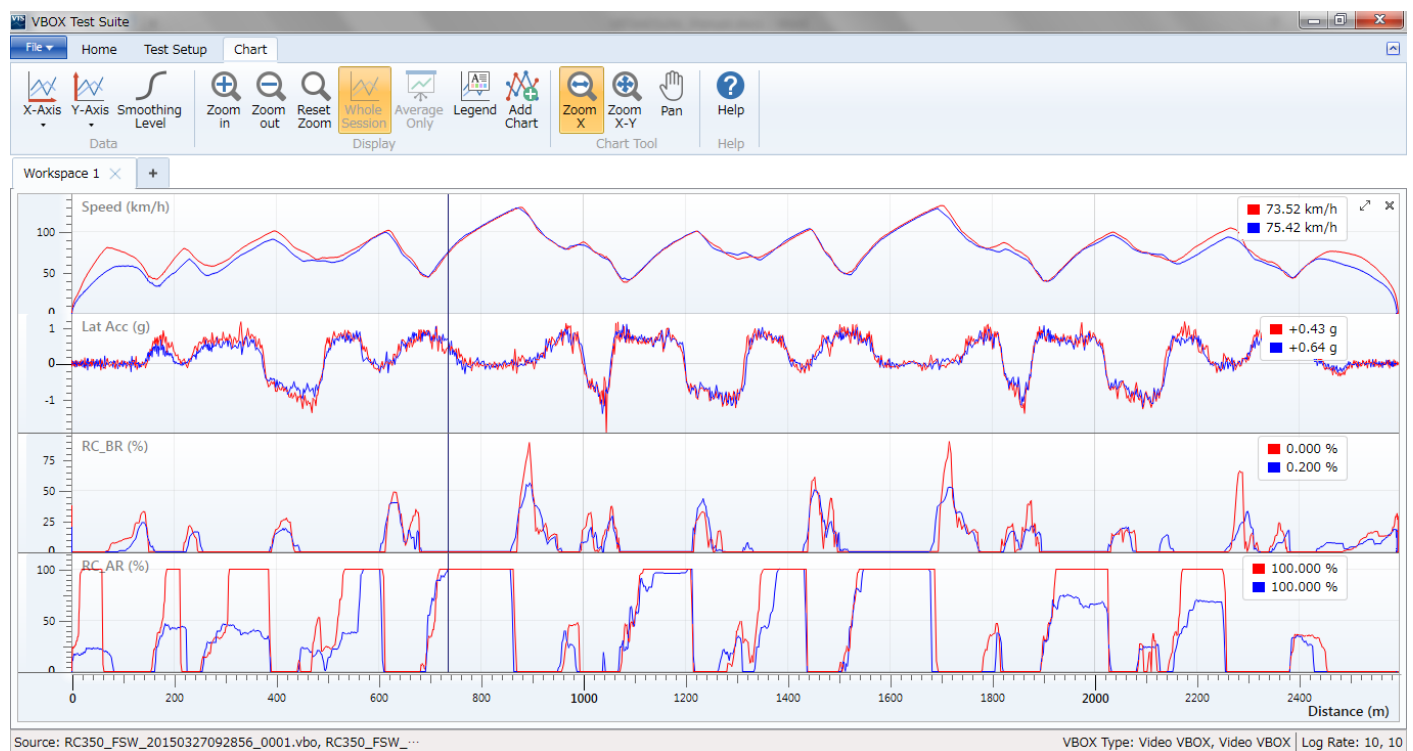 VTS VBOX Test Suite
File Home Test Setup Chart
X-Axis Y-Axis Smoothing Level Zoom in Zoom out Reset Zoom Whole Session Average Only Legend Add Chart Zoom X Zoom X-Y Pan Help
Data Display Chart Tool Help
Workspace 1 +
Speed (km/h)
73.52 km/h
75.42 km/h
100
50
0
Lat Acc (g)
+0.43 g
+0.64 g
1
0
-1
RC_BR (%)
0.000 %
0.200 %
75
50
25
0
RC_AR (%)
100.000 %
100.000 %
100
50
0
0 200 400 600 800 1000 1200 1400 1600 1800 2000 2200 2400
Distance (m)
Source: RC350_FSW_20150327092856_0001.vbo, RC350_FSW_··· VBOX Type: Video VBOX, Video VBOX Log Rate: 10, 10